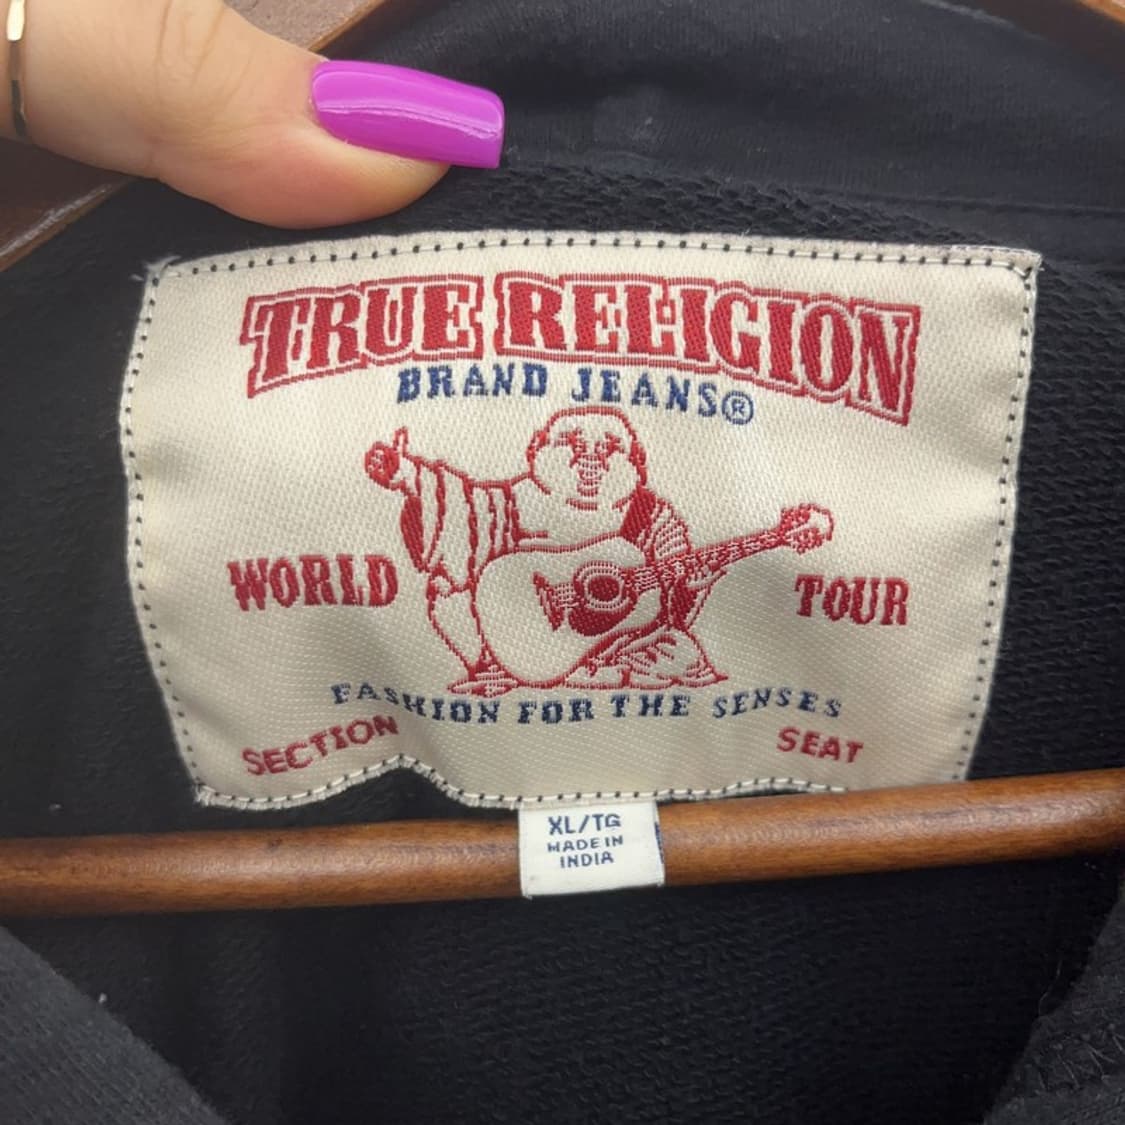 TRUE RELIGION
BRAND JEANS®
WORLD TOUR
FASHION FOR THE SENSES
SECTION SEAT
XL/TG
MADE IN
INDIA